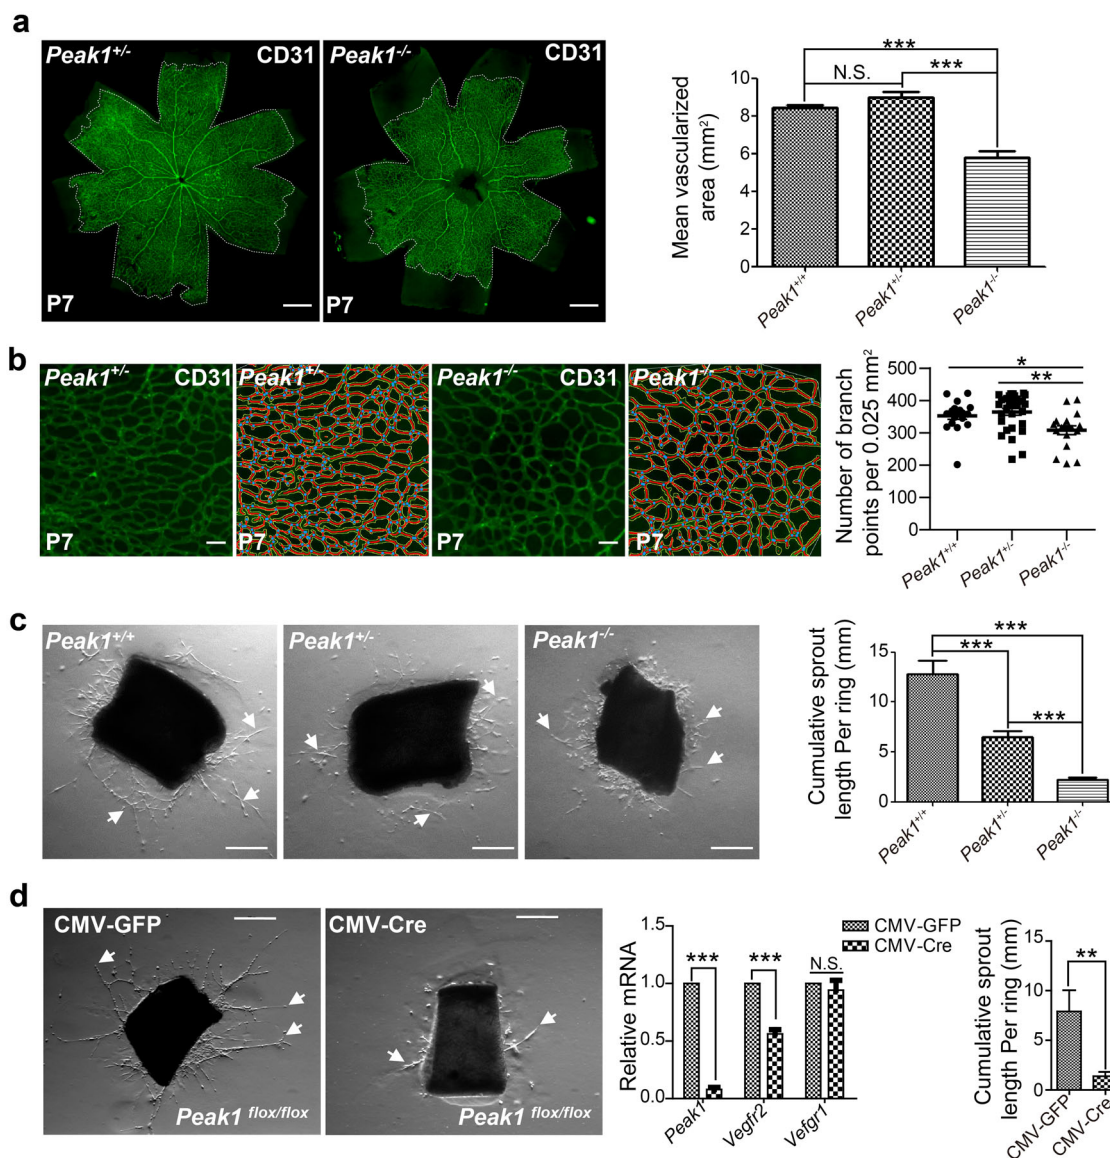 a
Peak1+/-
CD31
P7
Peak1-/-
CD31
P7
Mean vascularized
area (mm²)
10
8
6
4
2
0
***
N.S.
***
Peak1+/+
Peak1+/-
Peak1-/-
b
Peak1+/-
CD31
P7
Peak1+/-
P7
Peak1-/-
CD31
P7
Peak1-/-
P7
Number of branch
points per 0.025 mm²
500
400
300
200
100
0
*
**
Peak1+/+
Peak1+/-
Peak1-/-
c
Peak1+/+
Peak1+/-
Peak1-/-
Cumulative sprout
length Per ring (mm)
15
10
5
0
***
***
***
Peak1+/+
Peak1+/-
Peak1-/-
d
CMV-GFP
Peak1 flox/flox
CMV-Cre
Peak1 flox/flox
Relative mRNA
1.5
1.0
0.5
0.0
CMV-GFP
CMV-Cre
***
***
N.S.
Peak1
Vegfr2
Vefgr1
Cumulative sprout
length Per ring (mm)
15
10
5
0
**
CMV-GFP
CMV-Cre